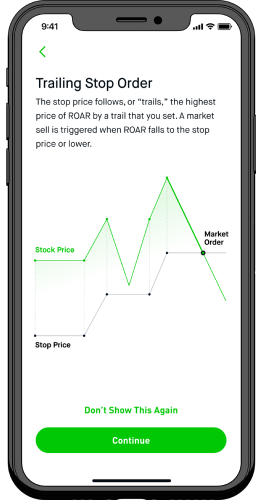 9:41
Trailing Stop Order
The stop price follows, or “trails,” the highest
price of ROAR by a trail that you set. A market
sell is triggered when ROAR falls to the stop
price or lower.
Market
Order
Stock Price
Stop Price
Don’t Show This Again
Continue